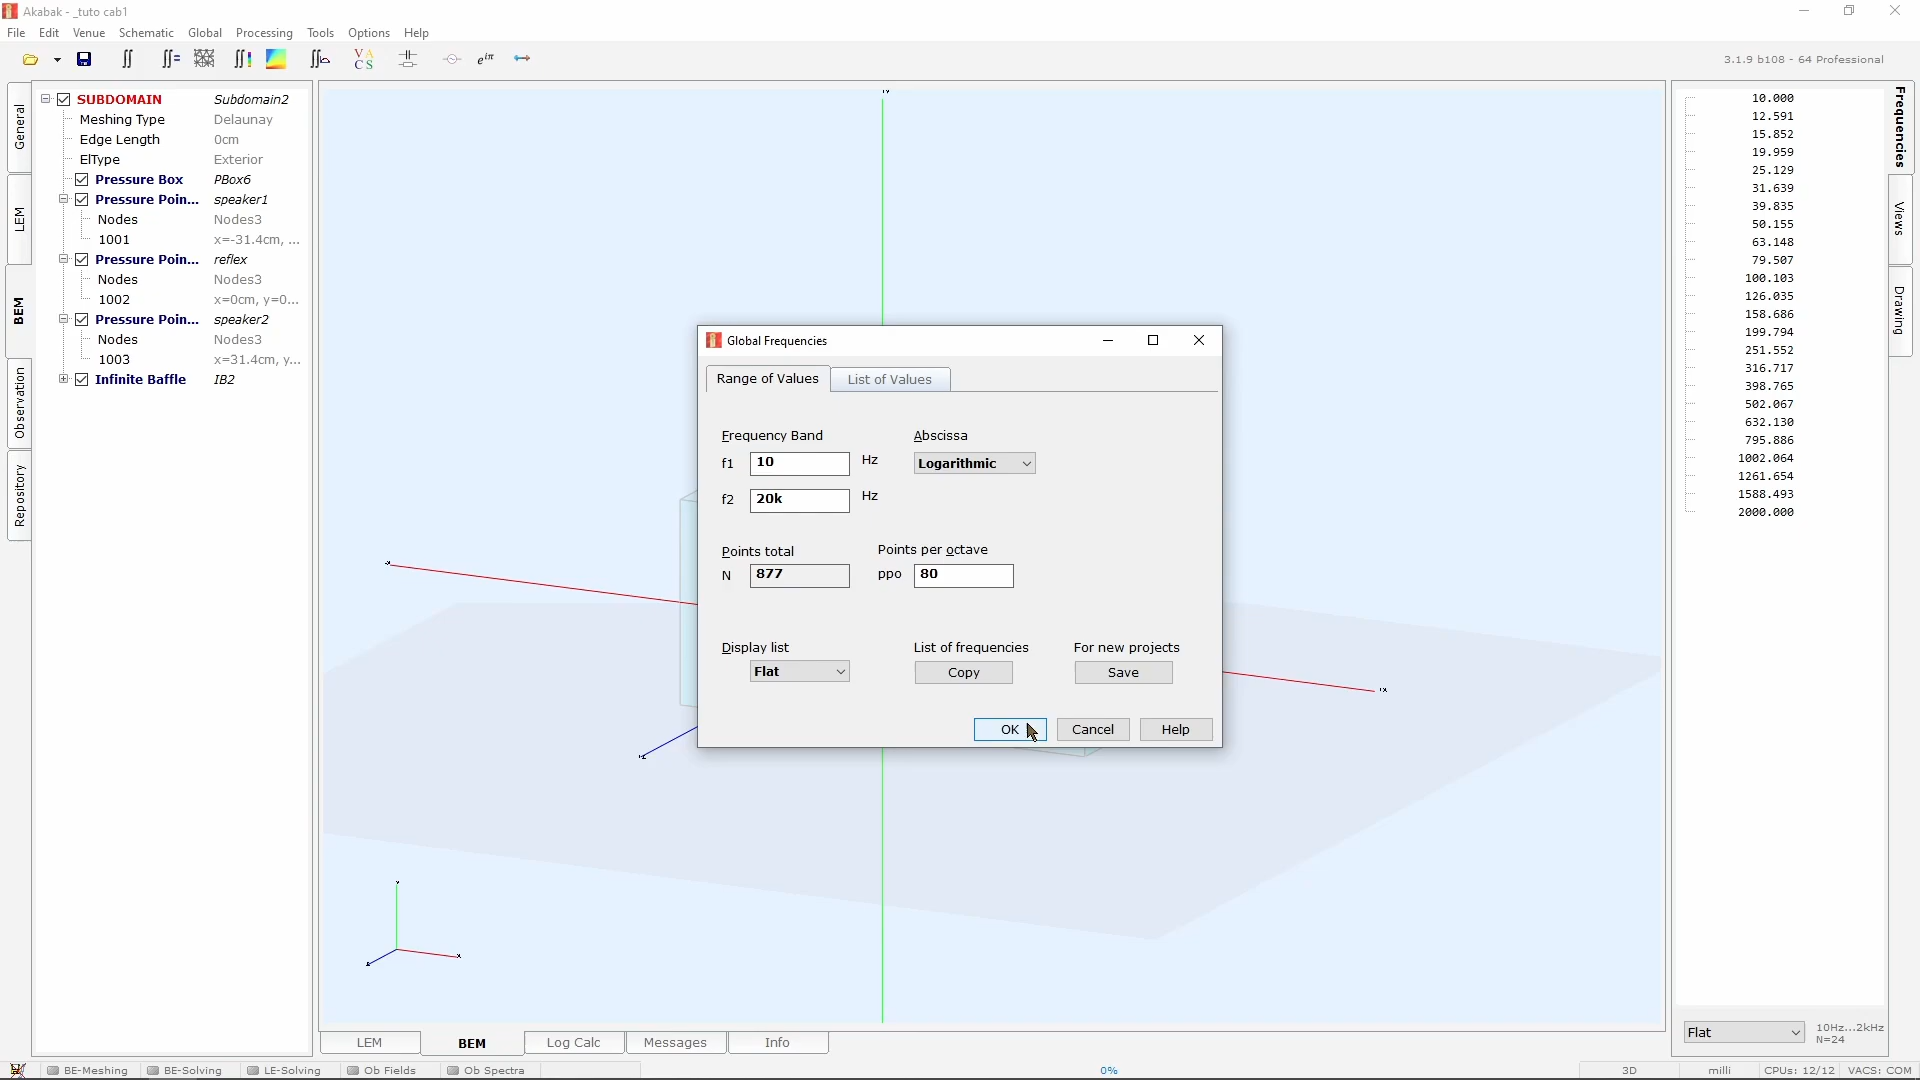 Akabak - _tuto cab1
File Edit Venue Schematic Global Processing Tools Options Help
VACS
e^iπ
3.1.9 b108 - 64 Professional
General
LEM
BEM
Observation
Repository
SUBDOMAIN Subdomain2
Meshing Type Delaunay
Edge Length 0cm
ElType Exterior
Pressure Box PBox6
Pressure Poin... speaker1
Nodes Nodes3
1001 x=-31.4cm, ...
Pressure Poin... reflex
Nodes Nodes3
1002 x=0cm, y=0...
Pressure Poin... speaker2
Nodes Nodes3
1003 x=31.4cm, y...
Infinite Baffle IB2
Global Frequencies
Range of Values List of Values
Frequency Band Abscissa
f1 10 Hz Logarithmic
f2 20k Hz
Points total Points per octave
N 877 ppo 80
Display list List of frequencies For new projects
Flat Copy Save
OK Cancel Help
10.000
12.591
15.852
19.959
25.129
31.639
39.835
50.155
63.148
79.507
100.103
126.035
158.686
199.794
251.552
316.717
398.765
502.067
632.130
795.886
1002.064
1261.654
1588.493
2000.000
Frequencies
Views
Drawing
Flat 10Hz...2kHz
N=24
LEM BEM Log Calc Messages Info
BE-Meshing BE-Solving LE-Solving Ob Fields Ob Spectra 0% 3D milli CPUs: 12/12 VACS: COM